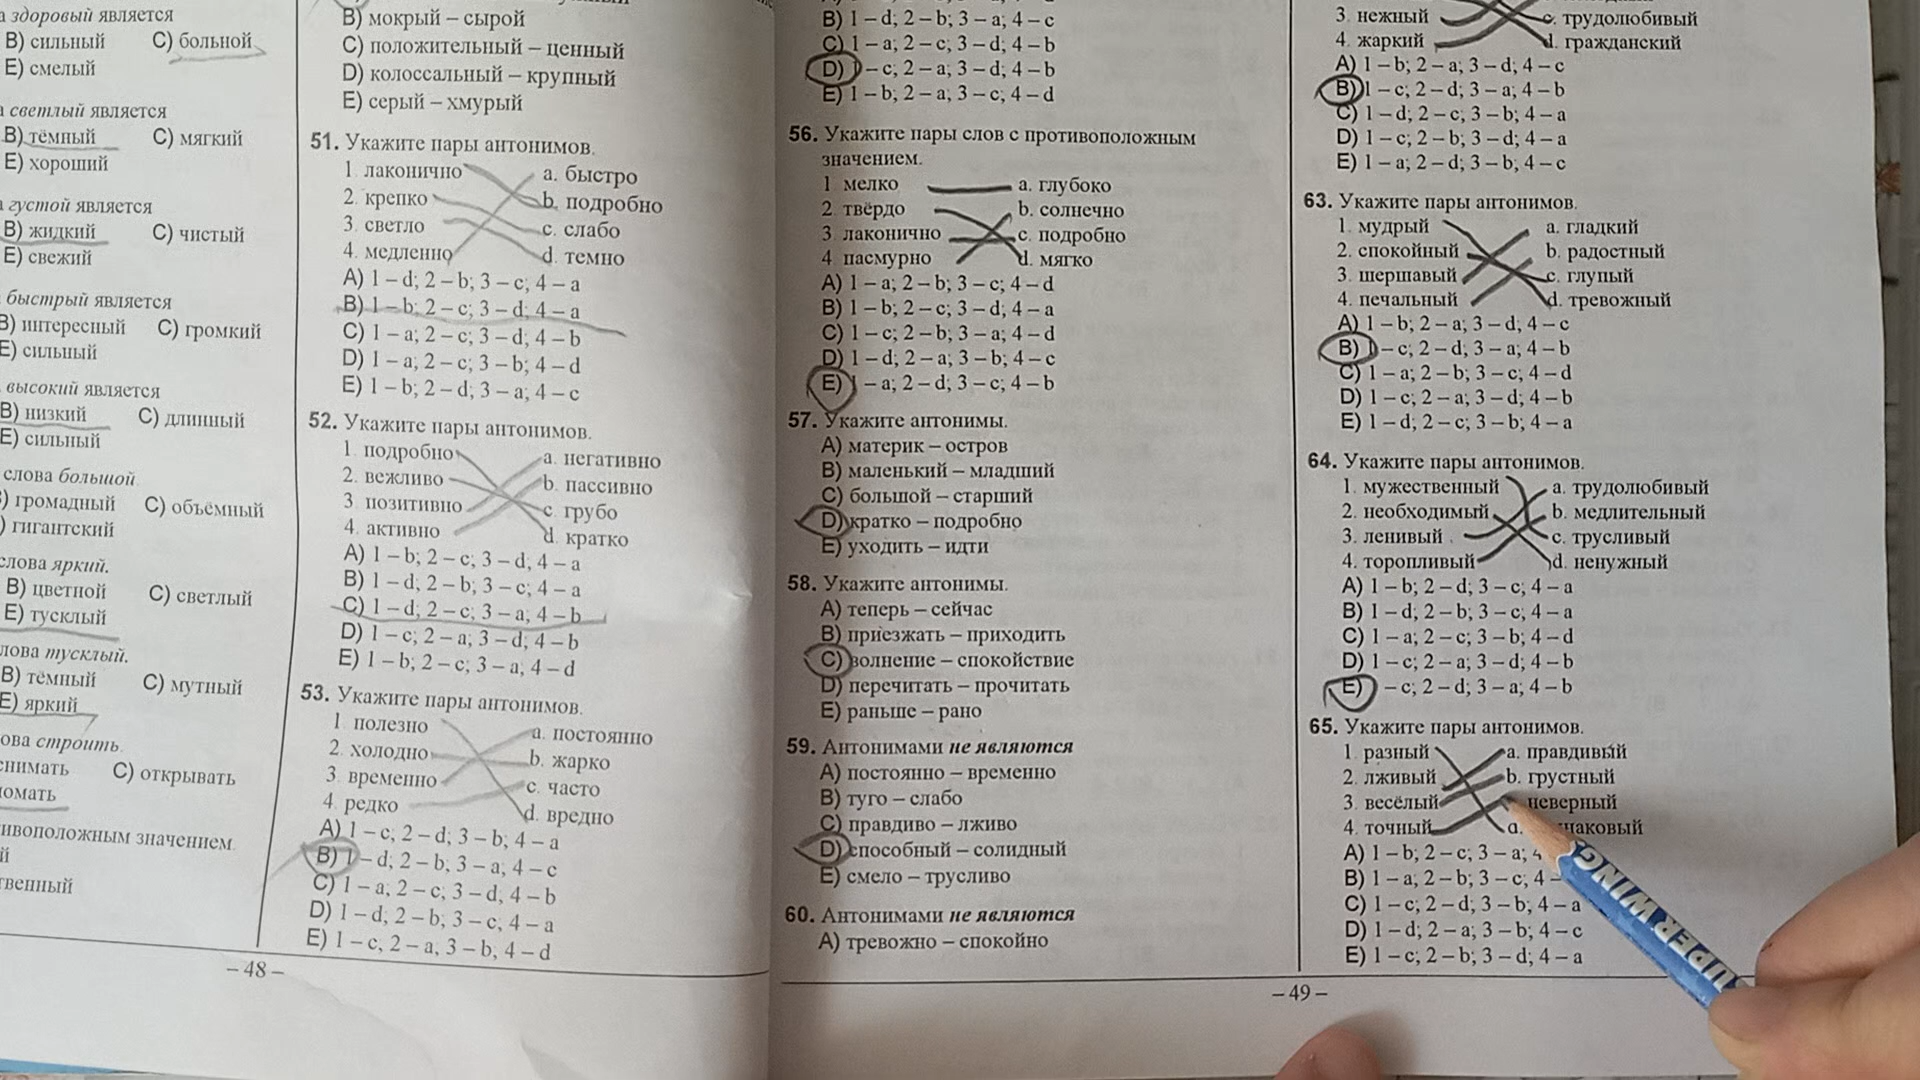 здоровый является
B) сильный C) больной
E) смелый
светлый является
B) тёмный C) мягкий
E) хороший
густой является
B) жидкий C) чистый
E) свежий
быстрый является
B) интересный C) громкий
E) сильный
высокий является
B) низкий C) длинный
E) сильный
слова большой.
) громадный C) объёмный
) гигантский
слова яркий.
B) цветной C) светлый
E) тусклый
лова тусклый.
B) тёмный C) мутный
E) яркий
ова строить.
снимать C) открывать
омать
ивоположным значением.
й
твенный
B) мокрый – сырой
C) положительный – ценный
D) колоссальный – крупный
E) серый – хмурый
51. Укажите пары антонимов.
1. лаконично a. быстро
2. крепко b. подробно
3. светло c. слабо
4. медленно d. темно
A) 1 – d; 2 – b; 3 – c; 4 – a
B) 1 – b; 2 – c; 3 – d; 4 – a
C) 1 – a; 2 – c; 3 – d; 4 – b
D) 1 – a; 2 – c; 3 – b; 4 – d
E) 1 – b; 2 – d; 3 – a; 4 – c
52. Укажите пары антонимов.
1. подробно a. негативно
2. вежливо b. пассивно
3. позитивно c. грубо
4. активно d. кратко
A) 1 – b; 2 – c; 3 – d; 4 – a
B) 1 – d; 2 – b; 3 – c; 4 – a
C) 1 – d; 2 – c; 3 – a; 4 – b
D) 1 – c; 2 – a; 3 – d; 4 – b
E) 1 – b; 2 – c; 3 – a; 4 – d
53. Укажите пары антонимов.
1. полезно a. постоянно
2. холодно b. жарко
3. временно c. часто
4. редко d. вредно
A) 1 – c; 2 – d; 3 – b; 4 – a
B) 1 – d; 2 – b; 3 – a; 4 – c
C) 1 – a; 2 – c; 3 – d; 4 – b
D) 1 – d; 2 – b; 3 – c; 4 – a
E) 1 – c, 2 – a, 3 – b, 4 – d
– 48 –
B) 1 – d; 2 – b; 3 – a; 4 – c
C) 1 – a; 2 – c; 3 – d; 4 – b
D) 1 – c; 2 – a; 3 – d; 4 – b
E) 1 – b; 2 – a; 3 – c; 4 – d
56. Укажите пары слов с противоположным
значением.
1 мелко a. глубоко
2. твёрдо b. солнечно
3. лаконично c. подробно
4. пасмурно d. мягко
A) 1 – a; 2 – b; 3 – c; 4 – d
B) 1 – b; 2 – c; 3 – d; 4 – a
C) 1 – c; 2 – b; 3 – a; 4 – d
D) 1 – d; 2 – a; 3 – b; 4 – c
E) 1 – a; 2 – d; 3 – c; 4 – b
57. Укажите антонимы.
A) материк – остров
B) маленький – младший
C) большой – старший
D) кратко – подробно
E) уходить – идти
58. Укажите антонимы.
A) теперь – сейчас
B) приезжать – приходить
C) волнение – спокойствие
D) перечитать – прочитать
E) раньше – рано
59. Антонимами не являются
A) постоянно – временно
B) туго – слабо
C) правдиво – лживо
D) способный – солидный
E) смело – трусливо
60. Антонимами не являются
A) тревожно – спокойно
3. нежный c. трудолюбивый
4. жаркий d. гражданский
A) 1 – b; 2 – a; 3 – d; 4 – c
B) 1 – c; 2 – d; 3 – a; 4 – b
C) 1 – d; 2 – c; 3 – b; 4 – a
D) 1 – c; 2 – b; 3 – d; 4 – a
E) 1 – a; 2 – d; 3 – b; 4 – c
63. Укажите пары антонимов.
1. мудрый a. гладкий
2. спокойный b. радостный
3. шершавый c. глупый
4. печальный d. тревожный
A) 1 – b; 2 – a; 3 – d; 4 – c
B) 1 – c; 2 – d; 3 – a; 4 – b
C) 1 – a; 2 – b; 3 – c; 4 – d
D) 1 – c; 2 – a; 3 – d; 4 – b
E) 1 – d; 2 – c; 3 – b; 4 – a
64. Укажите пары антонимов.
1. мужественный a. трудолюбивый
2. необходимый b. медлительный
3. ленивый c. трусливый
4. торопливый d. ненужный
A) 1 – b; 2 – d; 3 – c; 4 – a
B) 1 – d; 2 – b; 3 – c; 4 – a
C) 1 – a; 2 – c; 3 – b; 4 – d
D) 1 – c; 2 – a; 3 – d; 4 – b
E) – c; 2 – d; 3 – a; 4 – b
65. Укажите пары антонимов.
1. разный a. правдивый
2. лживый b. грустный
3. весёлый неверный
4. точный наковый
A) 1 – b; 2 – c; 3 – a; 4
B) 1 – a; 2 – b; 3 – c; 4 –
C) 1 – c; 2 – d; 3 – b; 4 – a
D) 1 – d; 2 – a; 3 – b; 4 – c
E) 1 – c; 2 – b; 3 – d; 4 – a
– 49 –
UPER WING